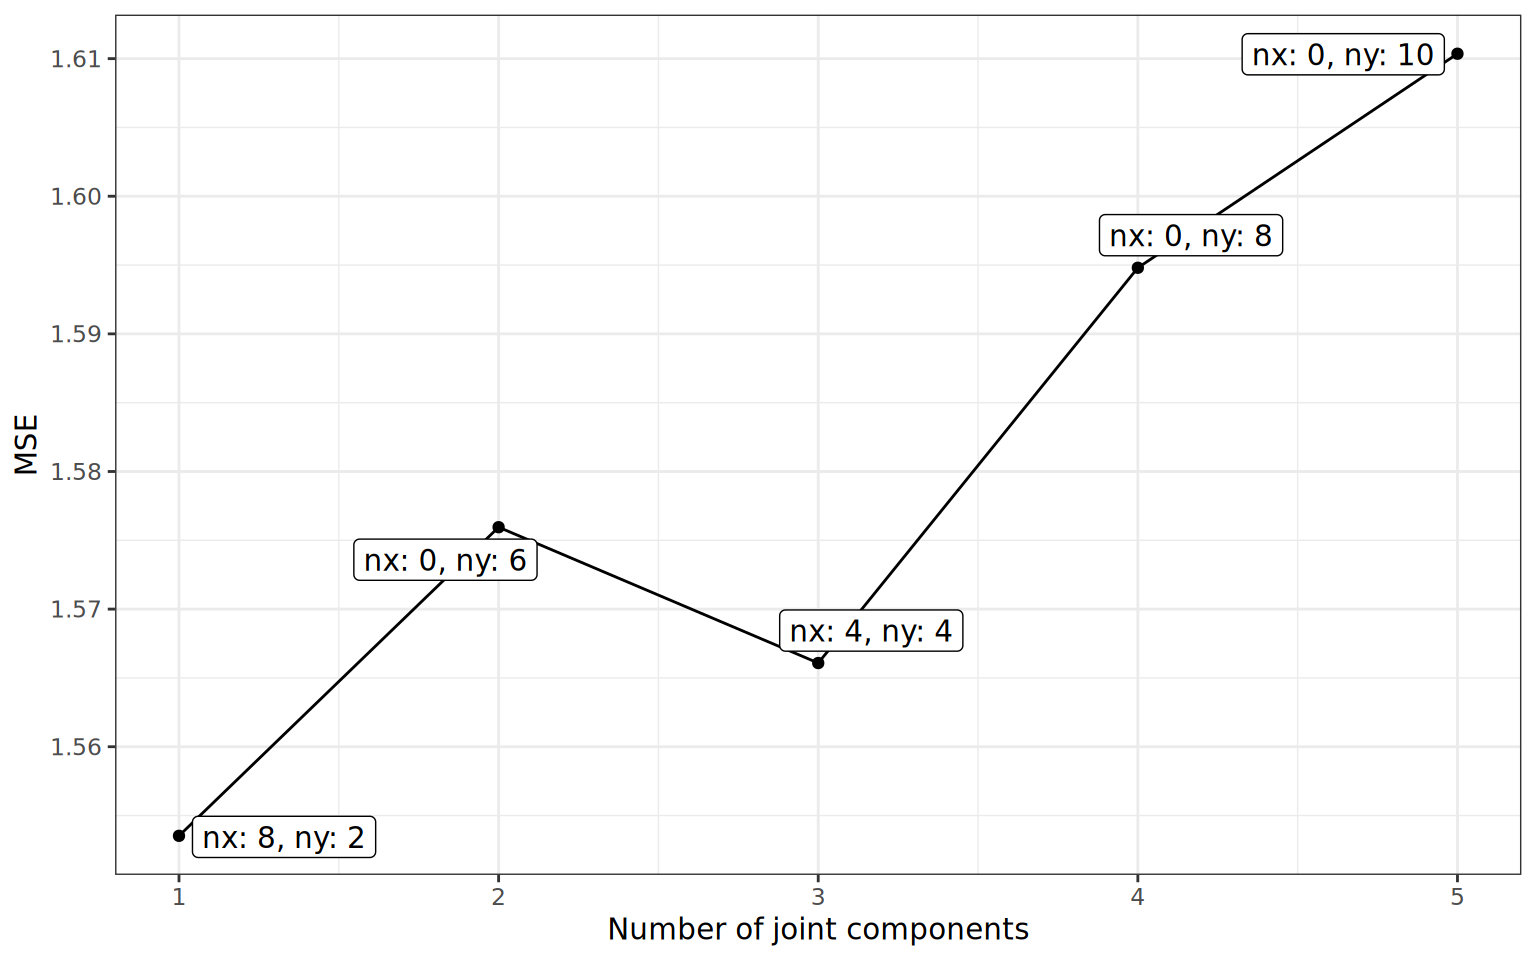 1.61
1.60
1.59
1.58
1.57
1.56
MSE
nx: 0, ny: 10
nx: 0, ny: 8
nx: 0, ny: 6
nx: 4, ny: 4
nx: 8, ny: 2
1 2 3 4 5
Number of joint components